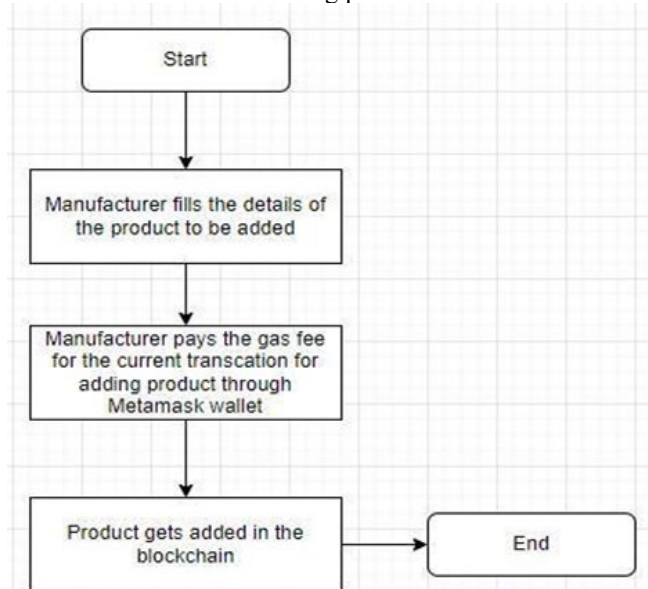 Start
Manufacturer fills the details of
the product to be added
Manufacturer pays the gas fee
for the current transcation for
adding product through
Metamask wallet
Product gets added in the
blockchain
End